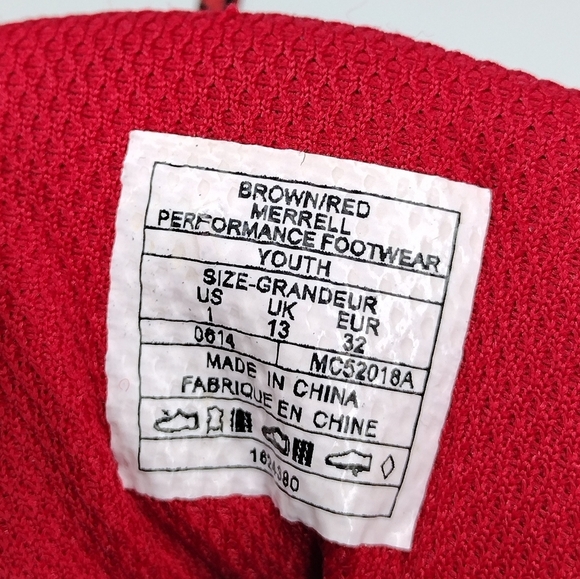 BROWN/RED
MERRELL
PERFORMANCE FOOTWEAR
YOUTH
SIZE-GRANDEUR
US UK EUR
1 13 32
0614 MC52018A
MADE IN CHINA
FABRIQUE EN CHINE